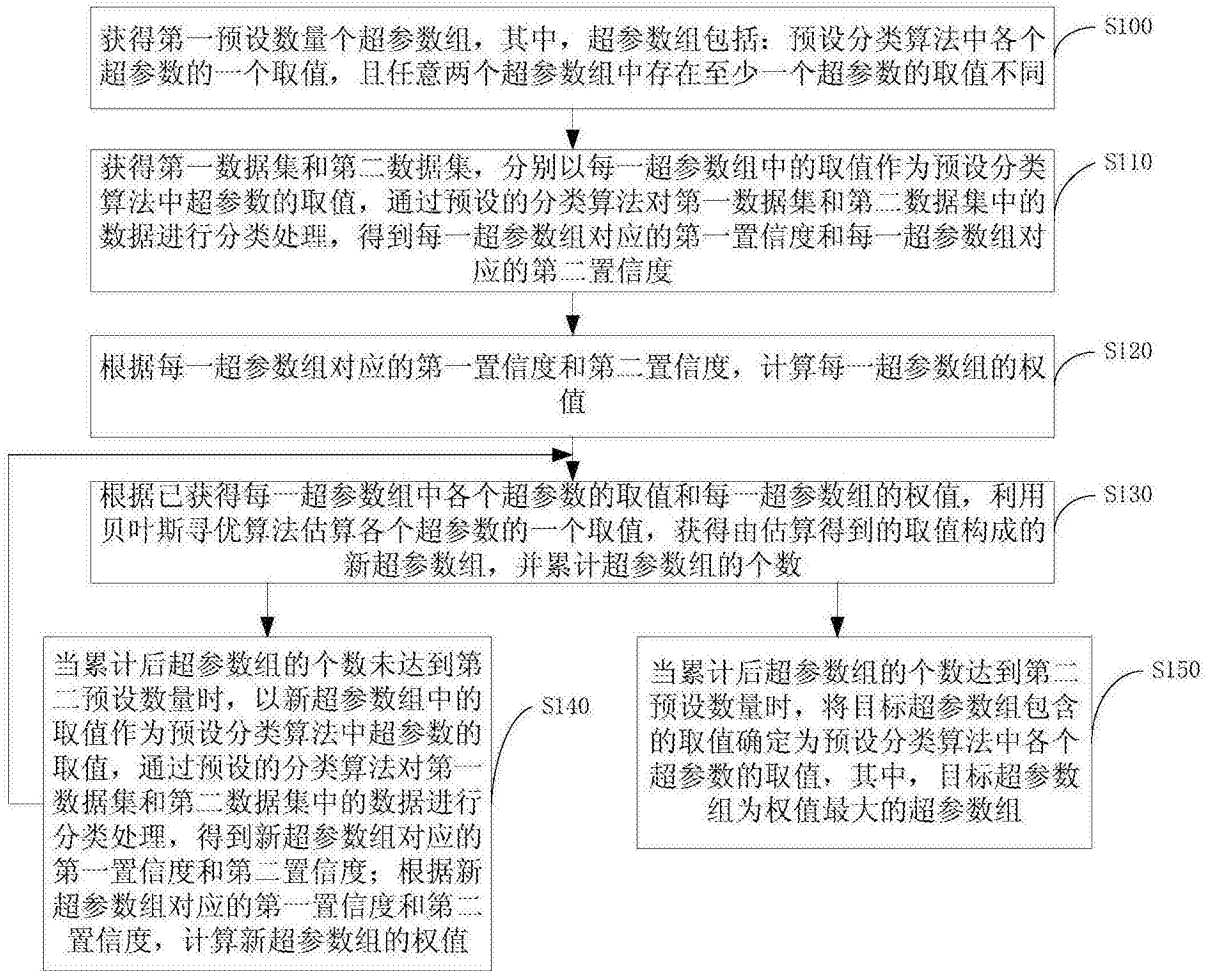 获得第一预设数量个超参数组，其中，超参数组包括：预设分类算法中各个
超参数的一个取值，且任意两个超参数组中存在至少一个超参数的取值不同
S100
获得第一数据集和第二数据集，分别以每一超参数组中的取值作为预设分类
算法中超参数的取值，通过预设的分类算法对第一数据集和第二数据集中的
数据进行分类处理，得到每一超参数组对应的第一置信度和每一超参数组对
应的第二置信度
S110
根据每一超参数组对应的第一置信度和第二置信度，计算每一超参数组的权
值
S120
根据已获得每一超参数组中各个超参数的取值和每一超参数组的权值，利用
贝叶斯寻优算法估算各个超参数的一个取值，获得由估算得到的取值构成的
新超参数组，并累计超参数组的个数
S130
当累计后超参数组的个数未达到第
二预设数量时，以新超参数组中的
取值作为预设分类算法中超参数的
取值，通过预设的分类算法对第一
数据集和第二数据集中的数据进行
分类处理，得到新超参数组对应的
第一置信度和第二置信度；根据新
超参数组对应的第一置信度和第二
置信度，计算新超参数组的权值
S140
当累计后超参数组的个数达到第二
预设数量时，将目标超参数组包含
的取值确定为预设分类算法中各个
超参数的取值，其中，目标超参数
组为权值最大的超参数组
S150